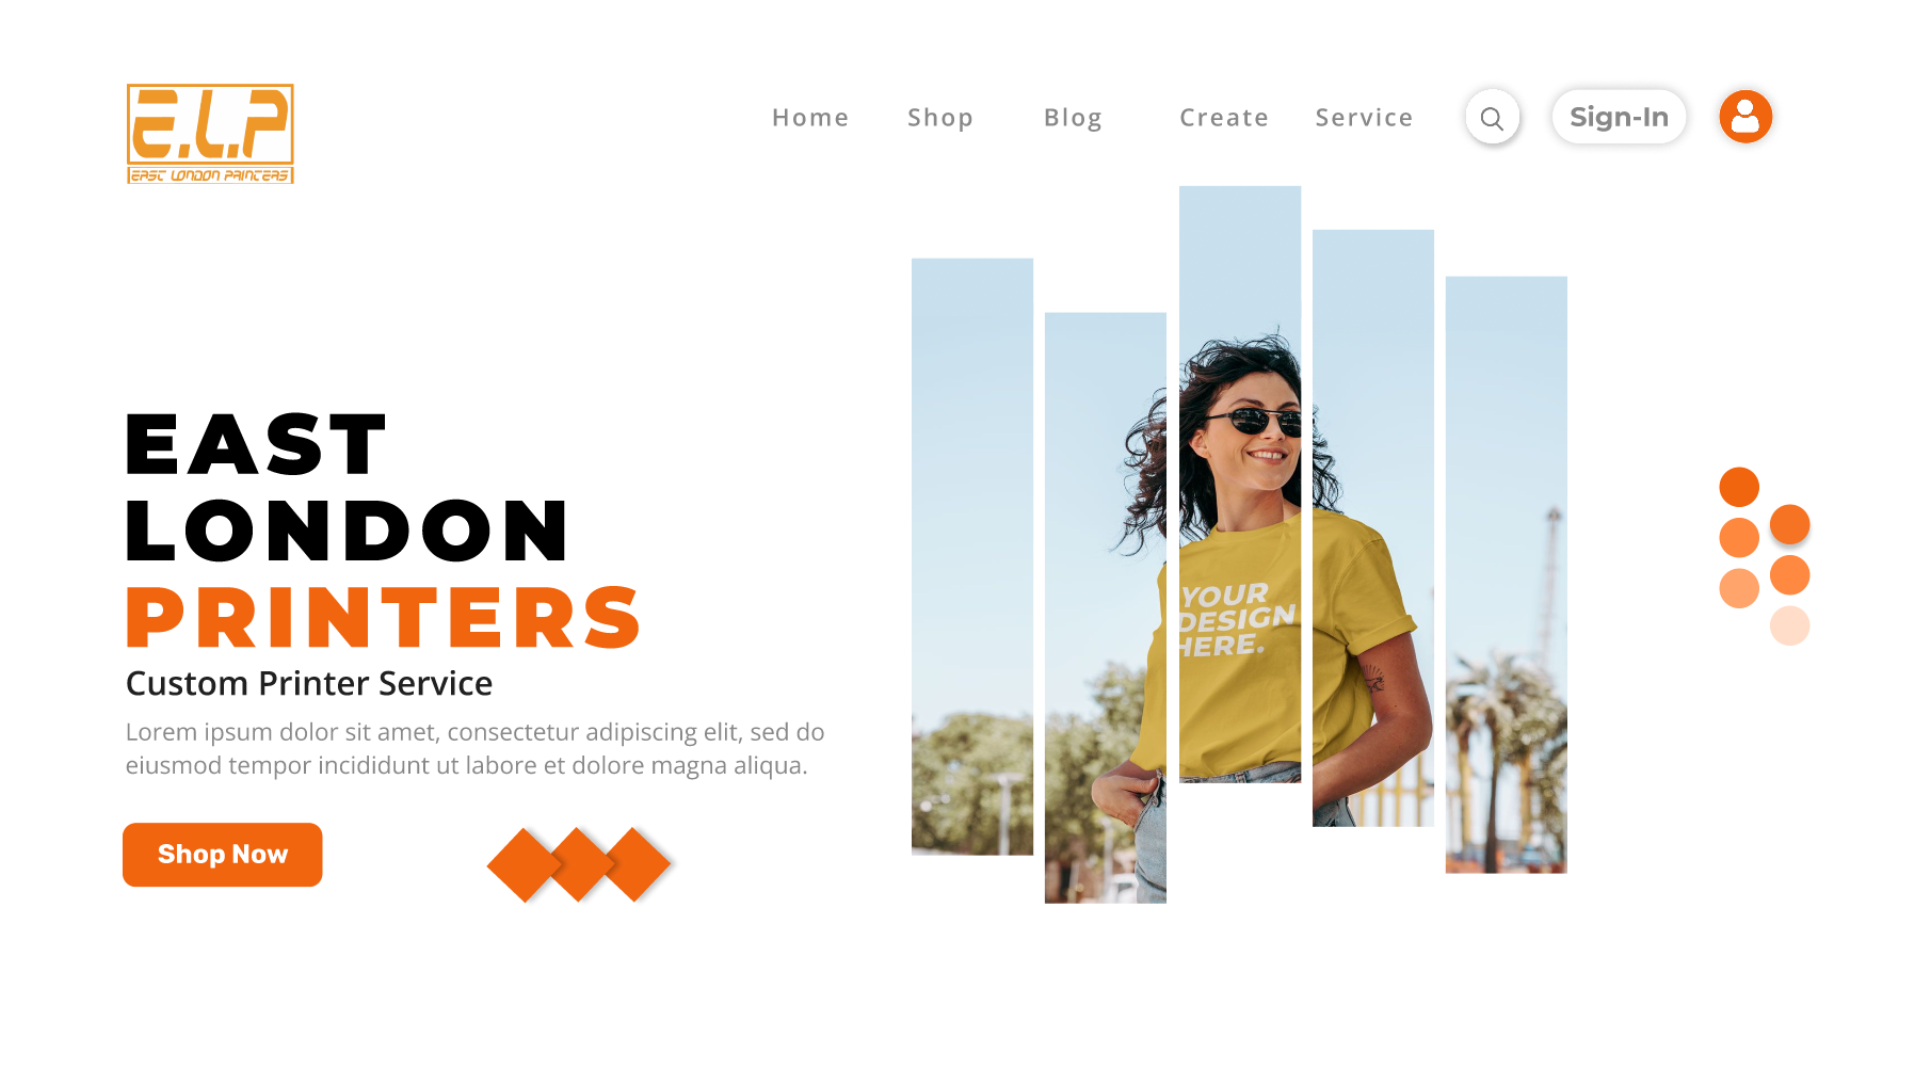 E.L.P
EAST LONDON PRINTERS
Home Shop Blog Create Service Sign-In
EAST
LONDON
PRINTERS
Custom Printer Service
Lorem ipsum dolor sit amet, consectetur adipiscing elit, sed do
eiusmod tempor incididunt ut labore et dolore magna aliqua.
Shop Now
YOUR
DESIGN
HERE.